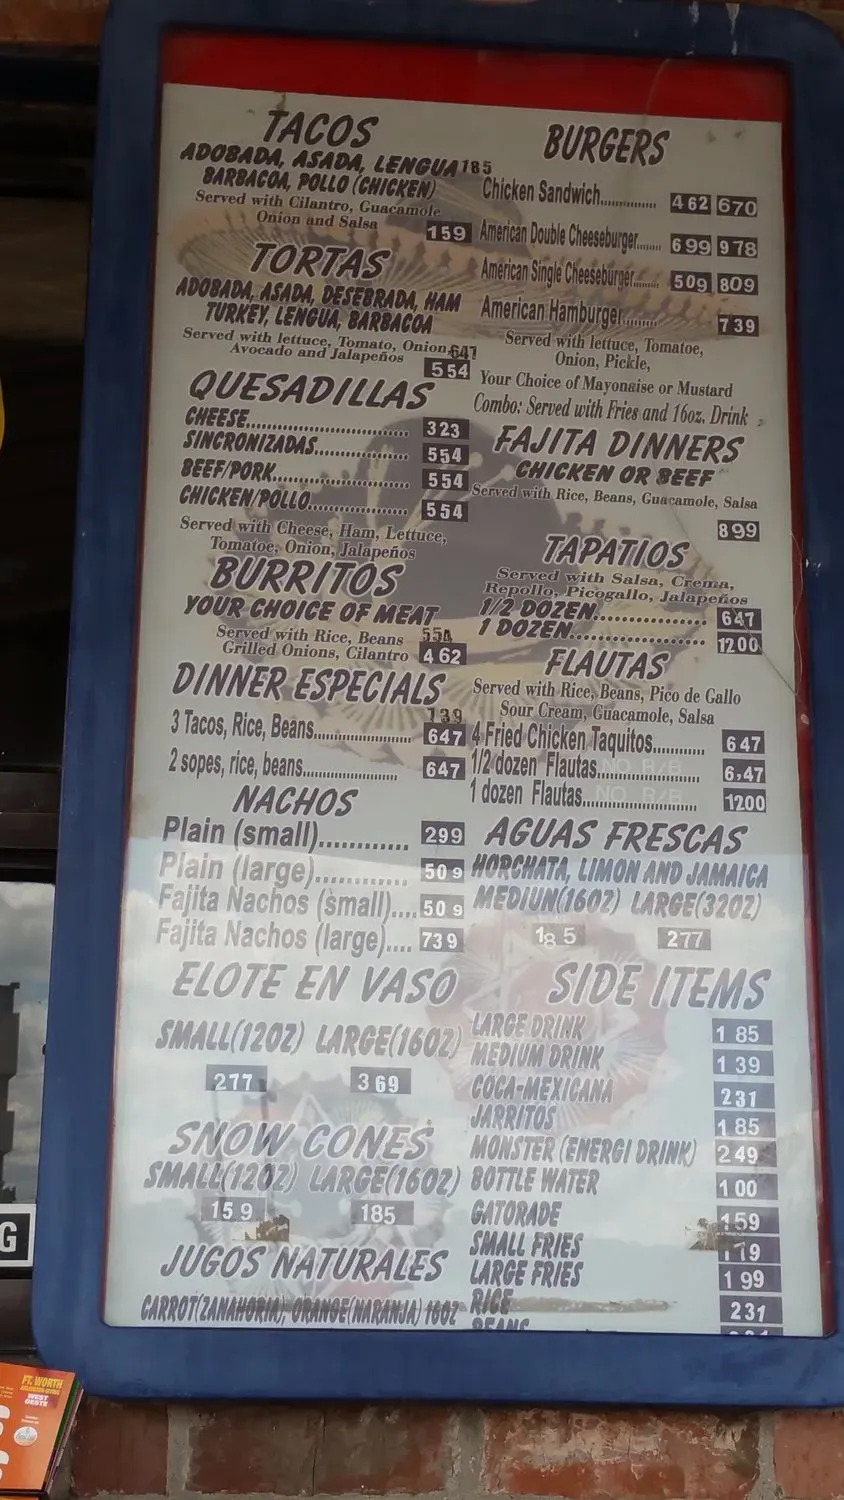 TACOS
ADOBADA, ASADA, LENGUA 185
BARBACOA, POLLO (CHICKEN)
Served with Cilantro, Guacamole
Onion and Salsa
159
TORTAS
ADOBADA, ASADA, DESEBRADA, HAM
TURKEY, LENGUA, BARBACOA
Served with lettuce, Tomato, Onion, 647
Avocado and Jalapeños
554
QUESADILLAS
CHEESE 323
SINCRONIZADAS 554
BEEF/PORK 554
CHICKEN/POLLO 554
Served with Cheese, Ham, Lettuce,
Tomatoe, Onion, Jalapeños
BURRITOS
YOUR CHOICE OF MEAT
Served with Rice, Beans 554
Grilled Onions, Cilantro 462
DINNER ESPECIALS
3 Tacos, Rice, Beans 647
2 sopes, rice, beans 647
NACHOS
Plain (small) 299
Plain (large) 509
Fajita Nachos (small) 509
Fajita Nachos (large) 739
ELOTE EN VASO
SMALL(12OZ) LARGE(16OZ)
277 369
SNOW CONES
SMALL(12OZ) LARGE(16OZ)
159 185
JUGOS NATURALES
CARROT(ZANAHORIA), ORANGE(NARANJA) 16OZ
BURGERS
Chicken Sandwich 462 670
American Double Cheeseburger 699 978
American Single Cheeseburger 509 809
American Hamburger 739
Served with lettuce, Tomatoe,
Onion, Pickle,
Your Choice of Mayonaise or Mustard
Combo: Served with Fries and 16oz. Drink
FAJITA DINNERS
CHICKEN OR BEEF
Served with Rice, Beans, Guacamole, Salsa
899
TAPATIOS
Served with Salsa, Crema,
Repollo, Picogallo, Jalapeños
1/2 DOZEN 647
1 DOZEN 1200
FLAUTAS
Served with Rice, Beans, Pico de Gallo
Sour Cream, Guacamole, Salsa
4 Fried Chicken Taquitos 647
1/2 dozen Flautas NO R/B 6,47
1 dozen Flautas NO R/B 1200
AGUAS FRESCAS
HORCHATA, LIMON AND JAMAICA
MEDIUN(16OZ) LARGE(32OZ)
185 277
SIDE ITEMS
LARGE DRINK 185
MEDIUM DRINK 139
COCA-MEXICANA 231
JARRITOS 185
MONSTER (ENERGI DRINK) 249
BOTTLE WATER 100
GATORADE 159
SMALL FRIES
LARGE FRIES 199
RICE 231
BEANS
G
FT. WORTH
WEST
OESTE